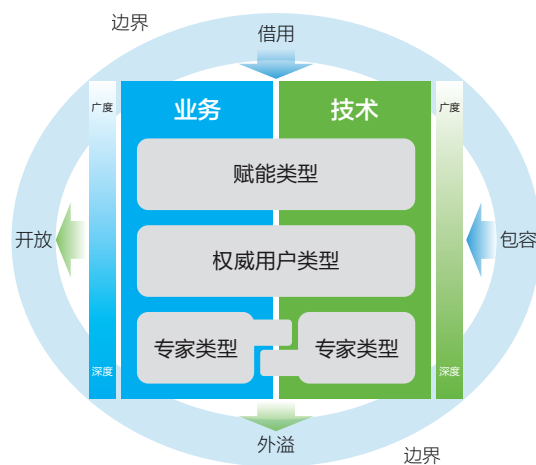 边界
借用
广度
业务
技术
广度
赋能类型
开放
权威用户类型
包容
专家类型
专家类型
深度
深度
外溢
边界